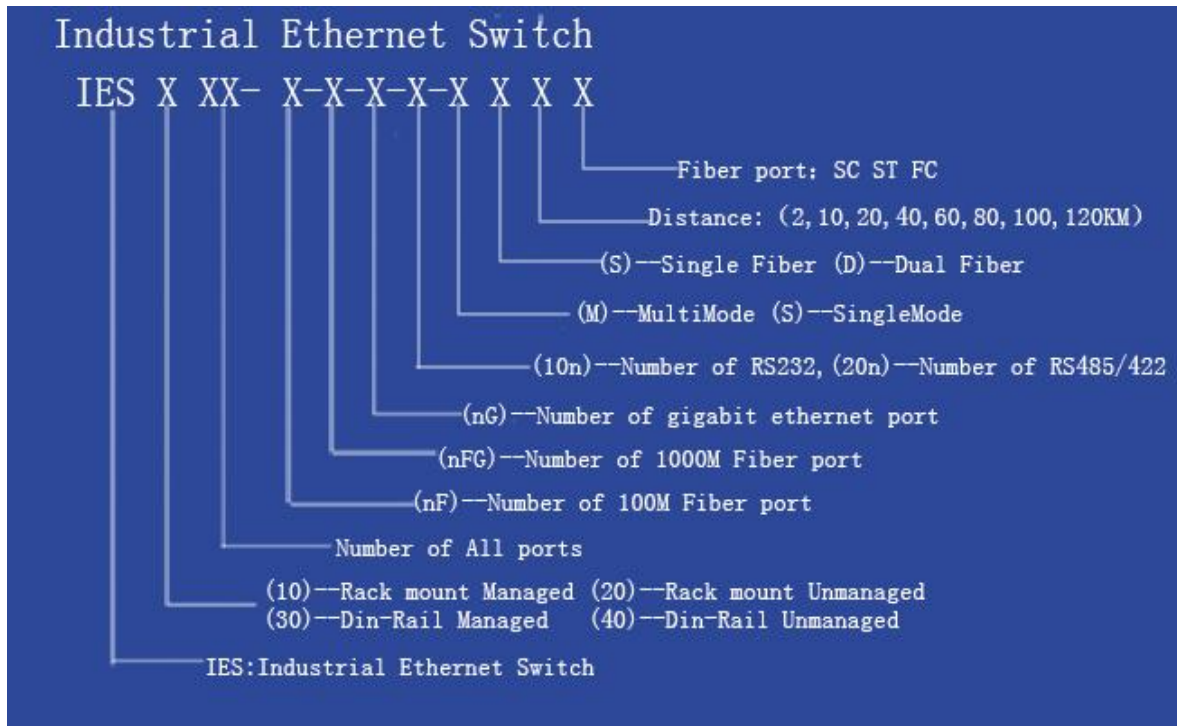 Industrial Ethernet Switch
IES X XX- X-X-X-X-X X X X
Fiber port: SC ST FC
Distance: (2,10,20,40,60,80,100,120KM)
(S)--Single Fiber (D)--Dual Fiber
(M)--MultiMode (S)--SingleMode
(10n)--Number of RS232,(20n)--Number of RS485/422
(nG)--Number of gigabit ethernet port
(nFG)--Number of 1000M Fiber port
(nF)--Number of 100M Fiber port
Number of All ports
(10)--Rack mount Managed (20)--Rack mount Unmanaged
(30)--Din-Rail Managed (40)--Din-Rail Unmanaged
IES:Industrial Ethernet Switch